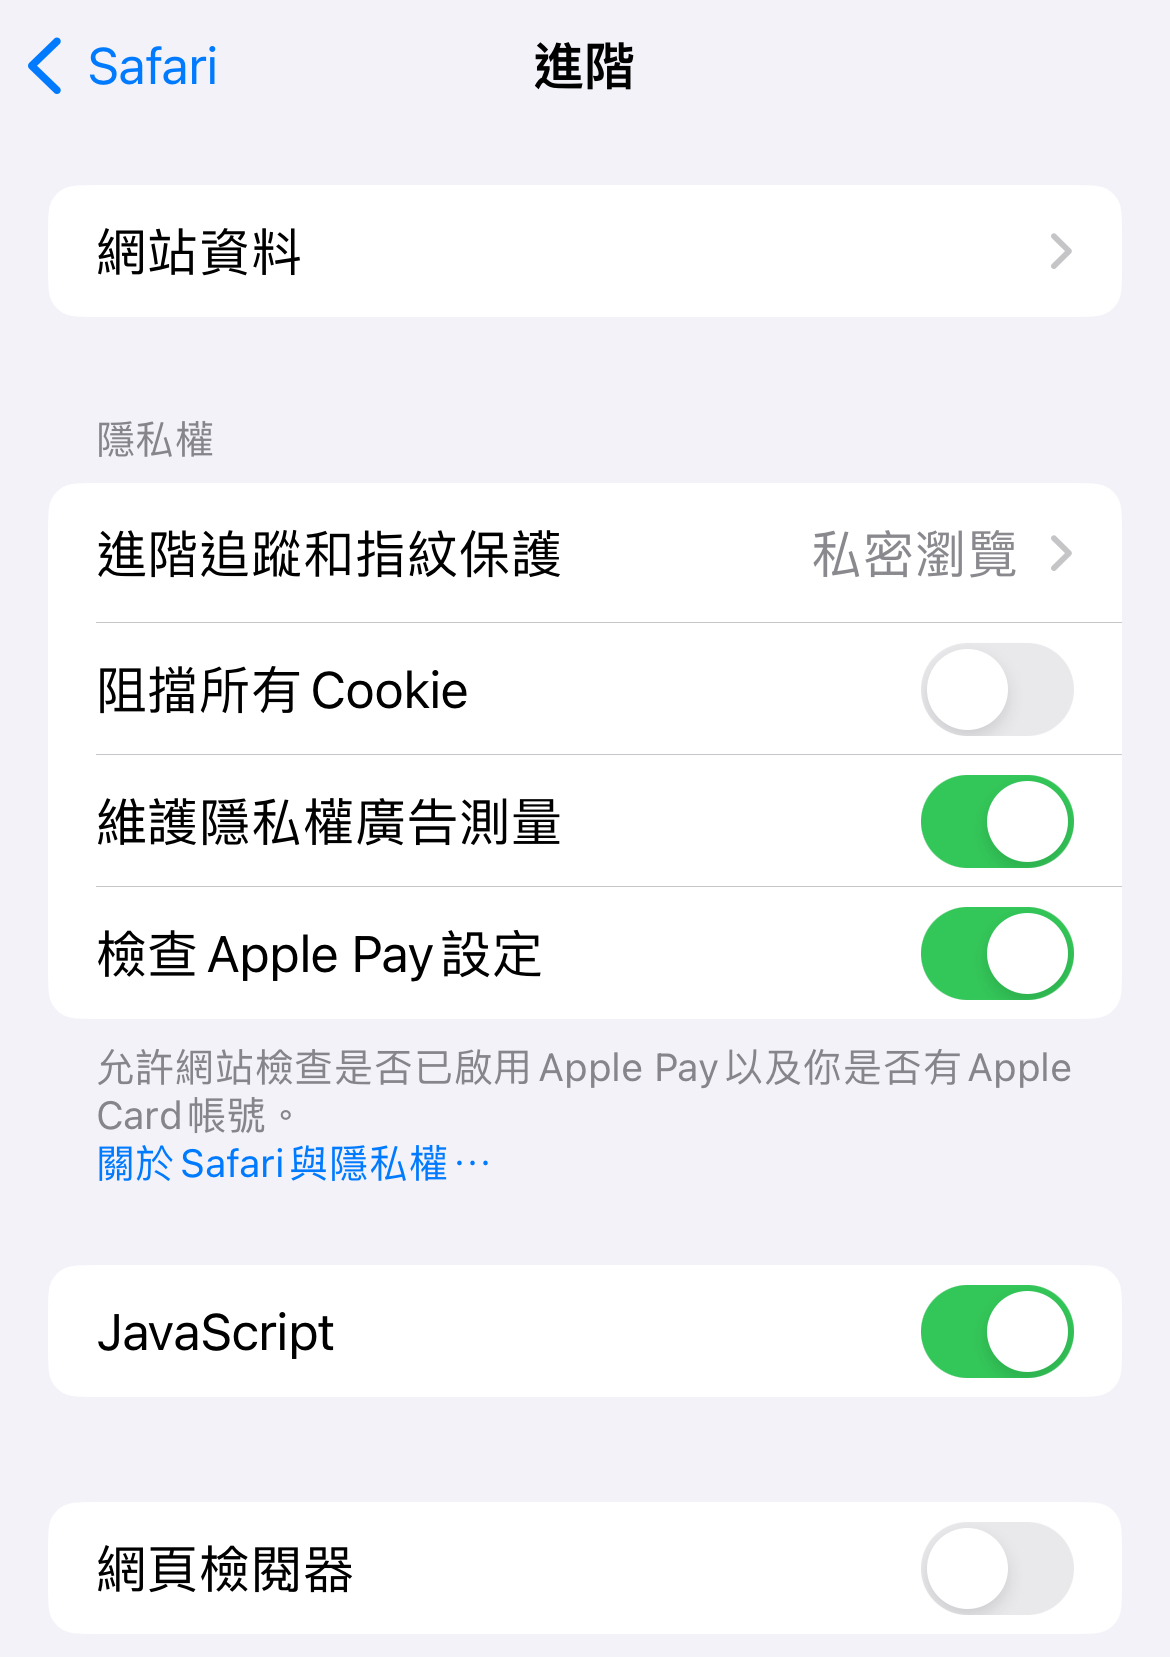 Safari
進階
網站資料
隱私權
進階追蹤和指紋保護 私密瀏覽
阻擋所有 Cookie
維護隱私權廣告測量
檢查 Apple Pay 設定
允許網站檢查是否已啟用 Apple Pay 以及你是否有 Apple
Card 帳號。
關於 Safari 與隱私權⋯
JavaScript
網頁檢閱器